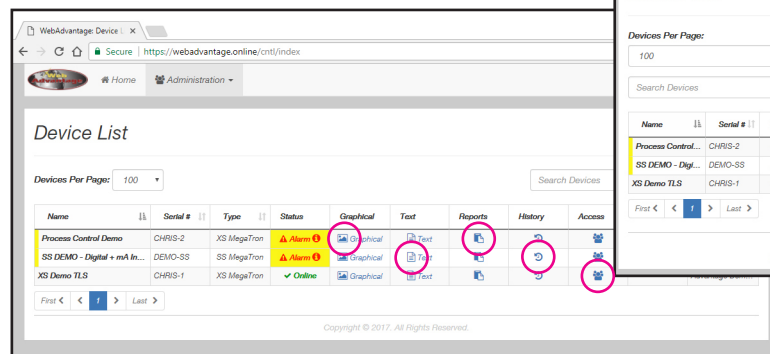 WebAdvantage: Device L
Secure | https://webadvantage.online/cntl/index
Home Administration
Device List
Devices Per Page: 100 Search Devices
Name Serial # Type Status Graphical Text Reports History Access
Process Control Demo CHRIS-2 XS MegaTron Alarm Graphical Text
SS DEMO - Digital + mA In... DEMO-SS SS MegaTron Alarm Graphical Text
XS Demo TLS CHRIS-1 XS MegaTron Online Graphical Text
First 1 Last
Copyright © 2017. All Rights Reserved.
Devices Per Page:
100
Search Devices
Name Serial #
Process Control... CHRIS-2
SS DEMO - Digi... DEMO-SS
XS Demo TLS CHRIS-1
First 1 Last